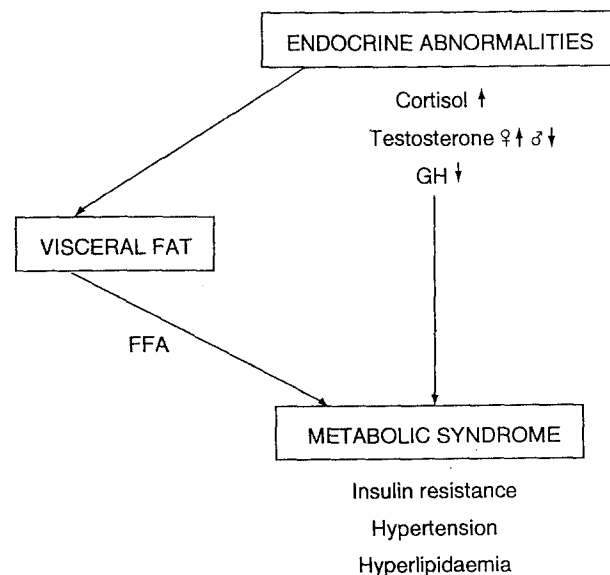 ENDOCRINE ABNORMALITIES
Cortisol ↑
Testosterone ♀↑ ♂↓
GH ↓
VISCERAL FAT
FFA
METABOLIC SYNDROME
Insulin resistance
Hypertension
Hyperlipidaemia